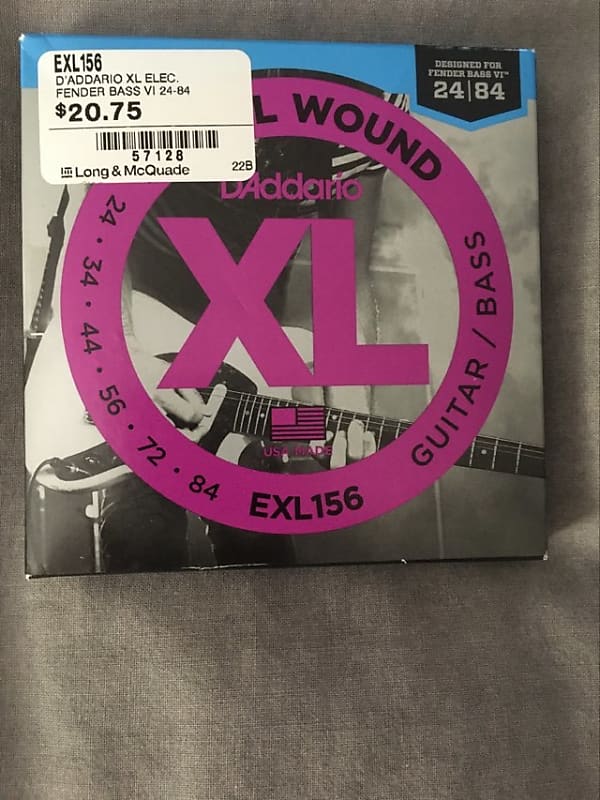 EXL156
D'ADDARIO XL ELEC.
FENDER BASS VI 24-84
$20.75
57128
Long & McQuade
22B
DESIGNED FOR
FENDER BASS VI™
24|84
L WOUND
D'Addario
XL
24 • 34 • 44 • 56 • 72 • 84
GUITAR / BASS
USA MADE
EXL156